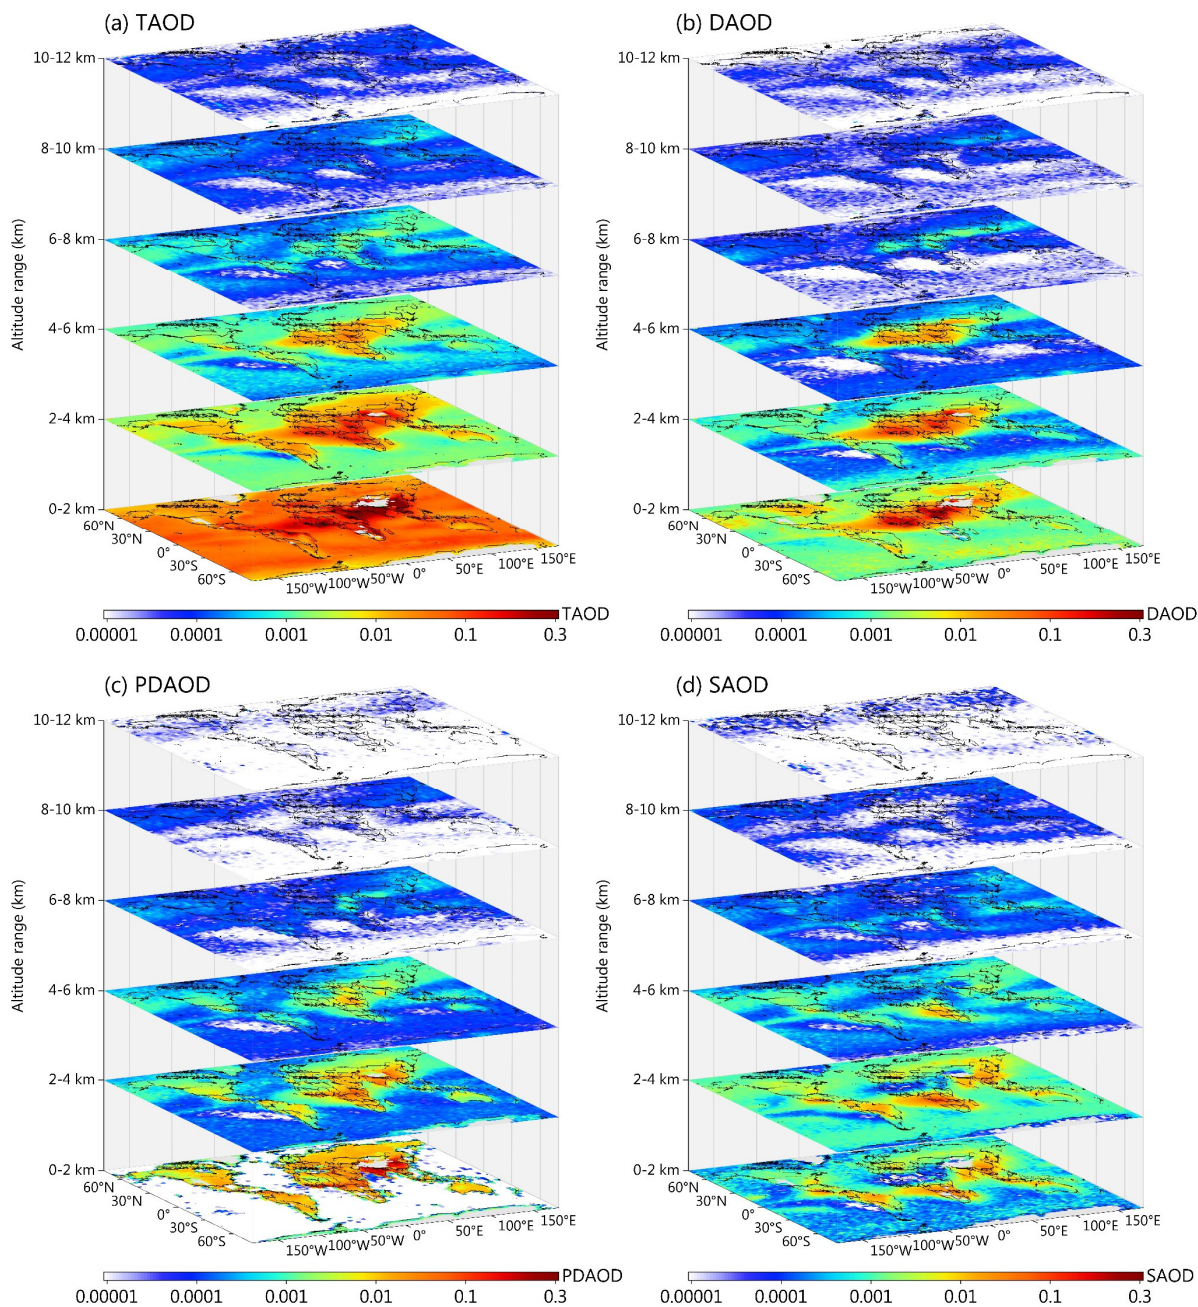 (a) TAOD
10-12 km
8-10 km
6-8 km
4-6 km
2-4 km
0-2 km
Altitude range (km)
60°N
30°N
0°
30°S
60°S
150°W
100°W
50°W
0°
50°E
100°E
150°E
TAOD
0.00001 0.0001 0.001 0.01 0.1 0.3
(b) DAOD
10-12 km
8-10 km
6-8 km
4-6 km
2-4 km
0-2 km
Altitude range (km)
60°N
30°N
0°
30°S
60°S
150°W
100°W
50°W
0°
50°E
100°E
150°E
DAOD
0.00001 0.0001 0.001 0.01 0.1 0.3
(c) PDAOD
10-12 km
8-10 km
6-8 km
4-6 km
2-4 km
0-2 km
Altitude range (km)
60°N
30°N
0°
30°S
60°S
150°W
100°W
50°W
0°
50°E
100°E
150°E
PDAOD
0.00001 0.0001 0.001 0.01 0.1 0.3
(d) SAOD
10-12 km
8-10 km
6-8 km
4-6 km
2-4 km
0-2 km
Altitude range (km)
60°N
30°N
0°
30°S
60°S
150°W
100°W
50°W
0°
50°E
100°E
150°E
SAOD
0.00001 0.0001 0.001 0.01 0.1 0.3